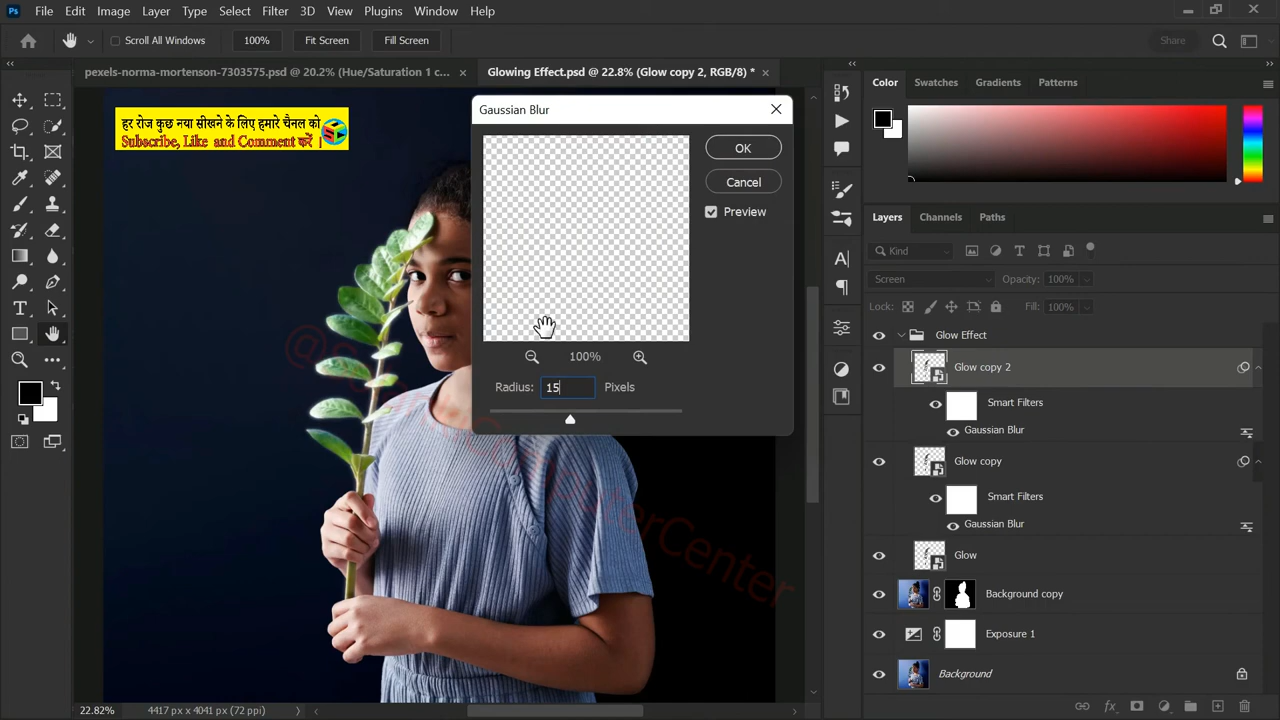 Ps File Edit Image Layer Type Select Filter 3D View Plugins Window Help
Scroll All Windows 100% Fit Screen Fill Screen Share
pexels-norma-mortenson-7303575.psd @ 20.2% (Hue/Saturation 1 c... × Glowing Effect.psd @ 22.8% (Glow copy 2, RGB/8) * ×
Color Swatches Gradients Patterns
Gaussian Blur
हर रोज कुछ नया सीखने के लिए हमारे चैनल को
Subscribe, Like and Comment करें |
OK
Cancel
Preview
100%
Radius: 15 Pixels
Layers Channels Paths
Kind
Screen Opacity: 100%
Lock: Fill: 100%
Glow Effect
Glow copy 2
Smart Filters
Gaussian Blur
Glow copy
Smart Filters
Gaussian Blur
Glow
Background copy
Exposure 1
Background
22.82% 4417 px x 4041 px (72 ppi)